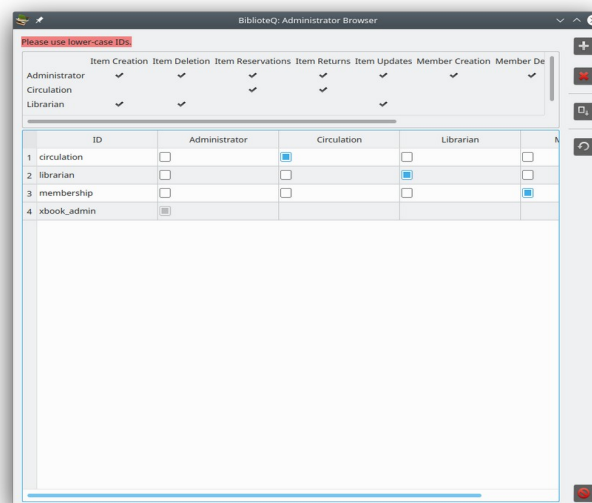 BiblioteQ: Administrator Browser
Please use lower-case IDs.
Item Creation Item Deletion Item Reservations Item Returns Item Updates Member Creation Member De
Administrator
Circulation
Librarian
ID Administrator Circulation Librarian M
1 circulation
2 librarian
3 membership
4 xbook_admin